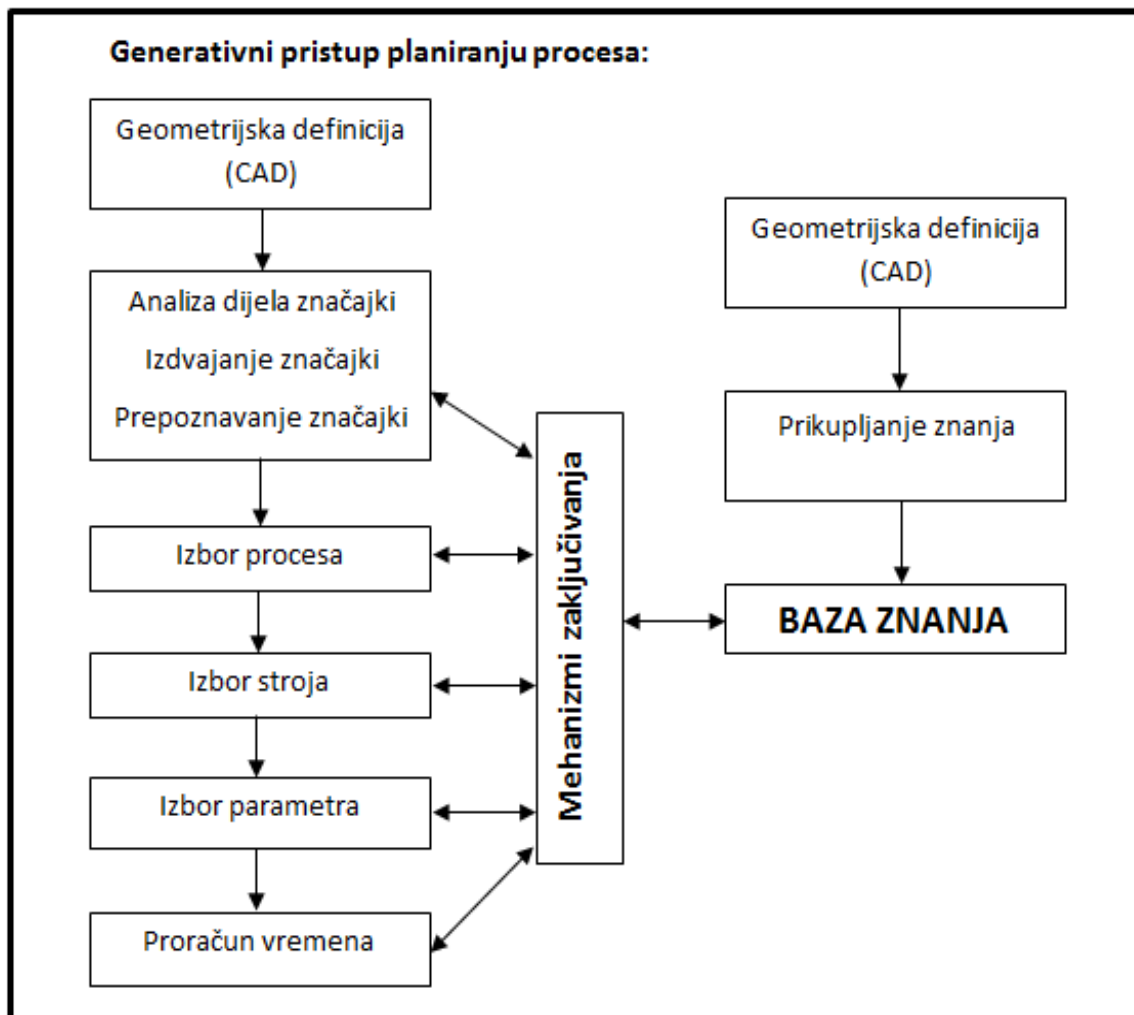 Generativni pristup planiranju procesa:
Geometrijska definicija
(CAD)
Analiza dijela značajki
Izdvajanje značajki
Prepoznavanje značajki
Izbor procesa
Izbor stroja
Izbor parametra
Proračun vremena
Mehanizmi zaključivanja
Geometrijska definicija
(CAD)
Prikupljanje znanja
BAZA ZNANJA